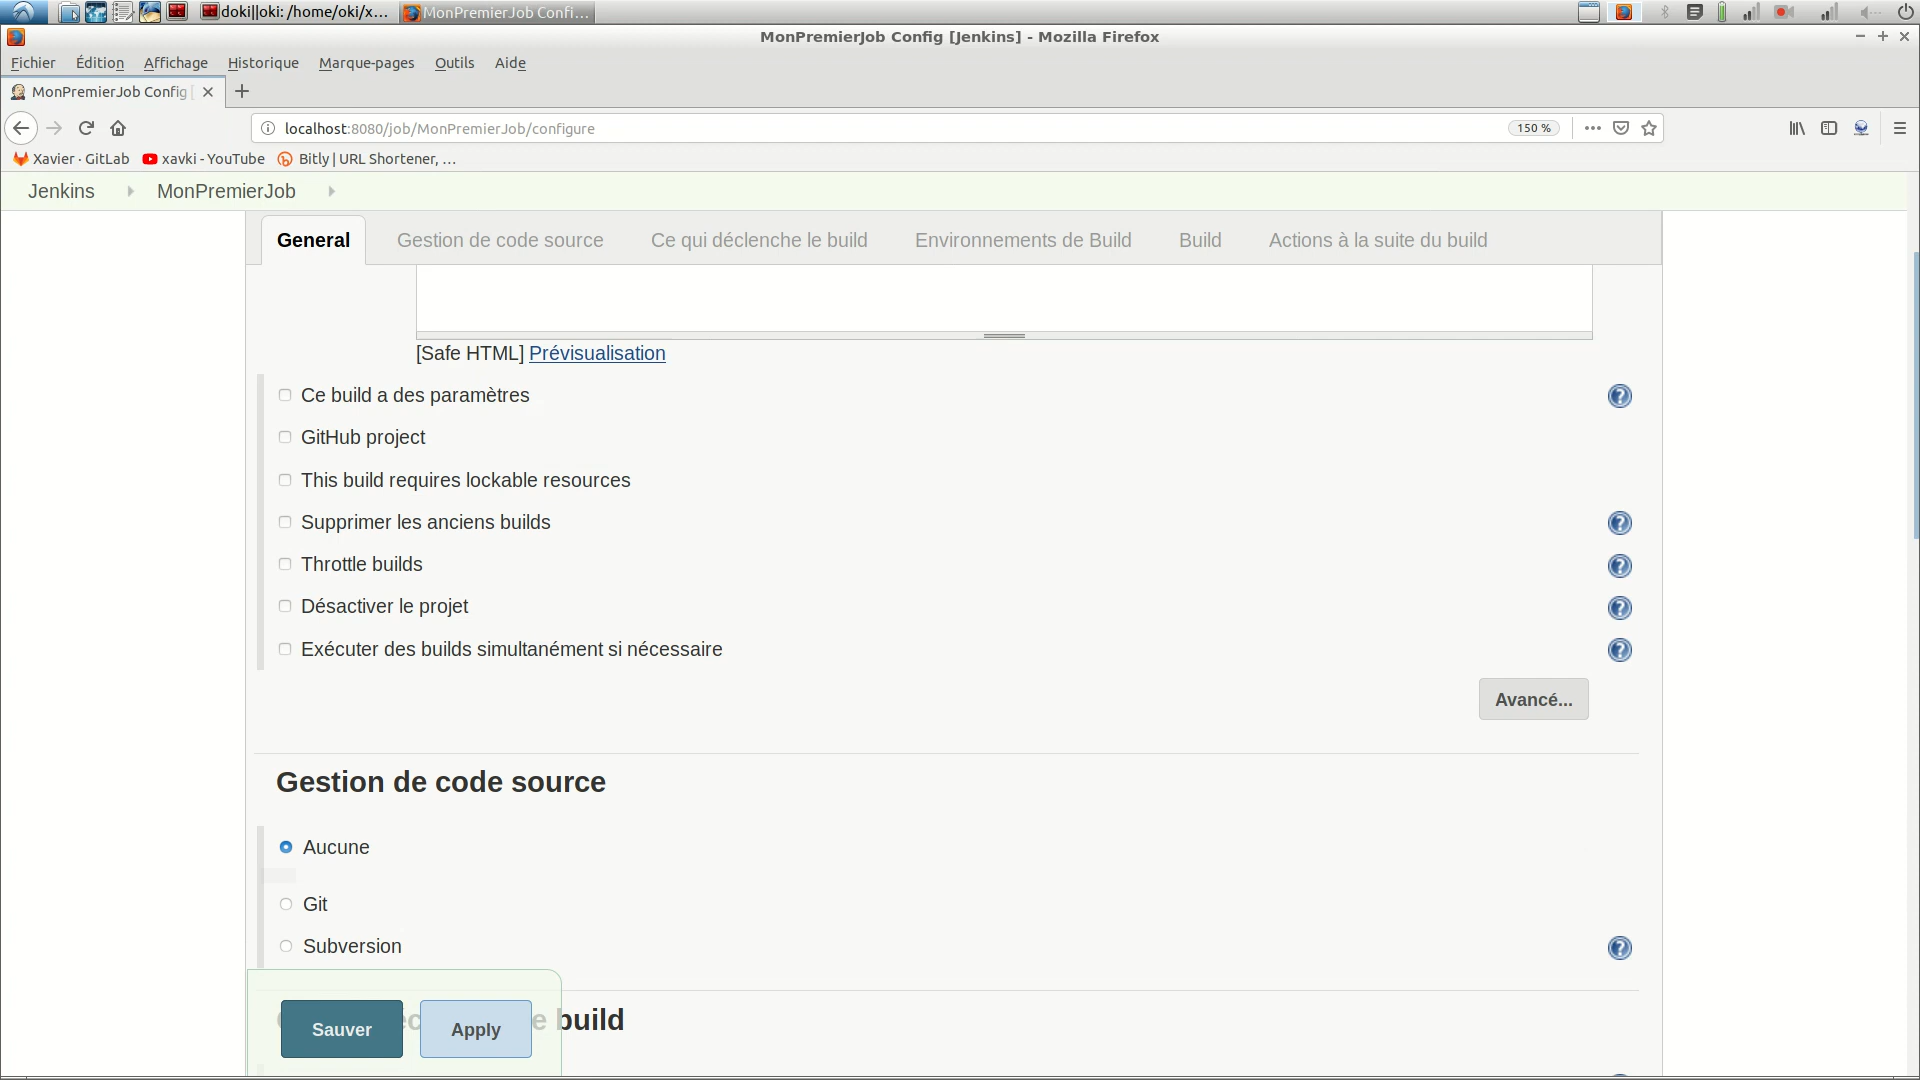 doki||oki: /home/oki/x...
MonPremierJob Confi...
MonPremierJob Config [Jenkins] - Mozilla Firefox
Fichier Édition Affichage Historique Marque-pages Outils Aide
MonPremierJob Config [
localhost:8080/job/MonPremierJob/configure
150 %
Xavier · GitLab xavki - YouTube Bitly | URL Shortener, ...
Jenkins MonPremierJob
General Gestion de code source Ce qui déclenche le build Environnements de Build Build Actions à la suite du build
[Safe HTML] Prévisualisation
Ce build a des paramètres
GitHub project
This build requires lockable resources
Supprimer les anciens builds
Throttle builds
Désactiver le projet
Exécuter des builds simultanément si nécessaire
Avancé...
Gestion de code source
Aucune
Git
Subversion
build
Sauver Apply